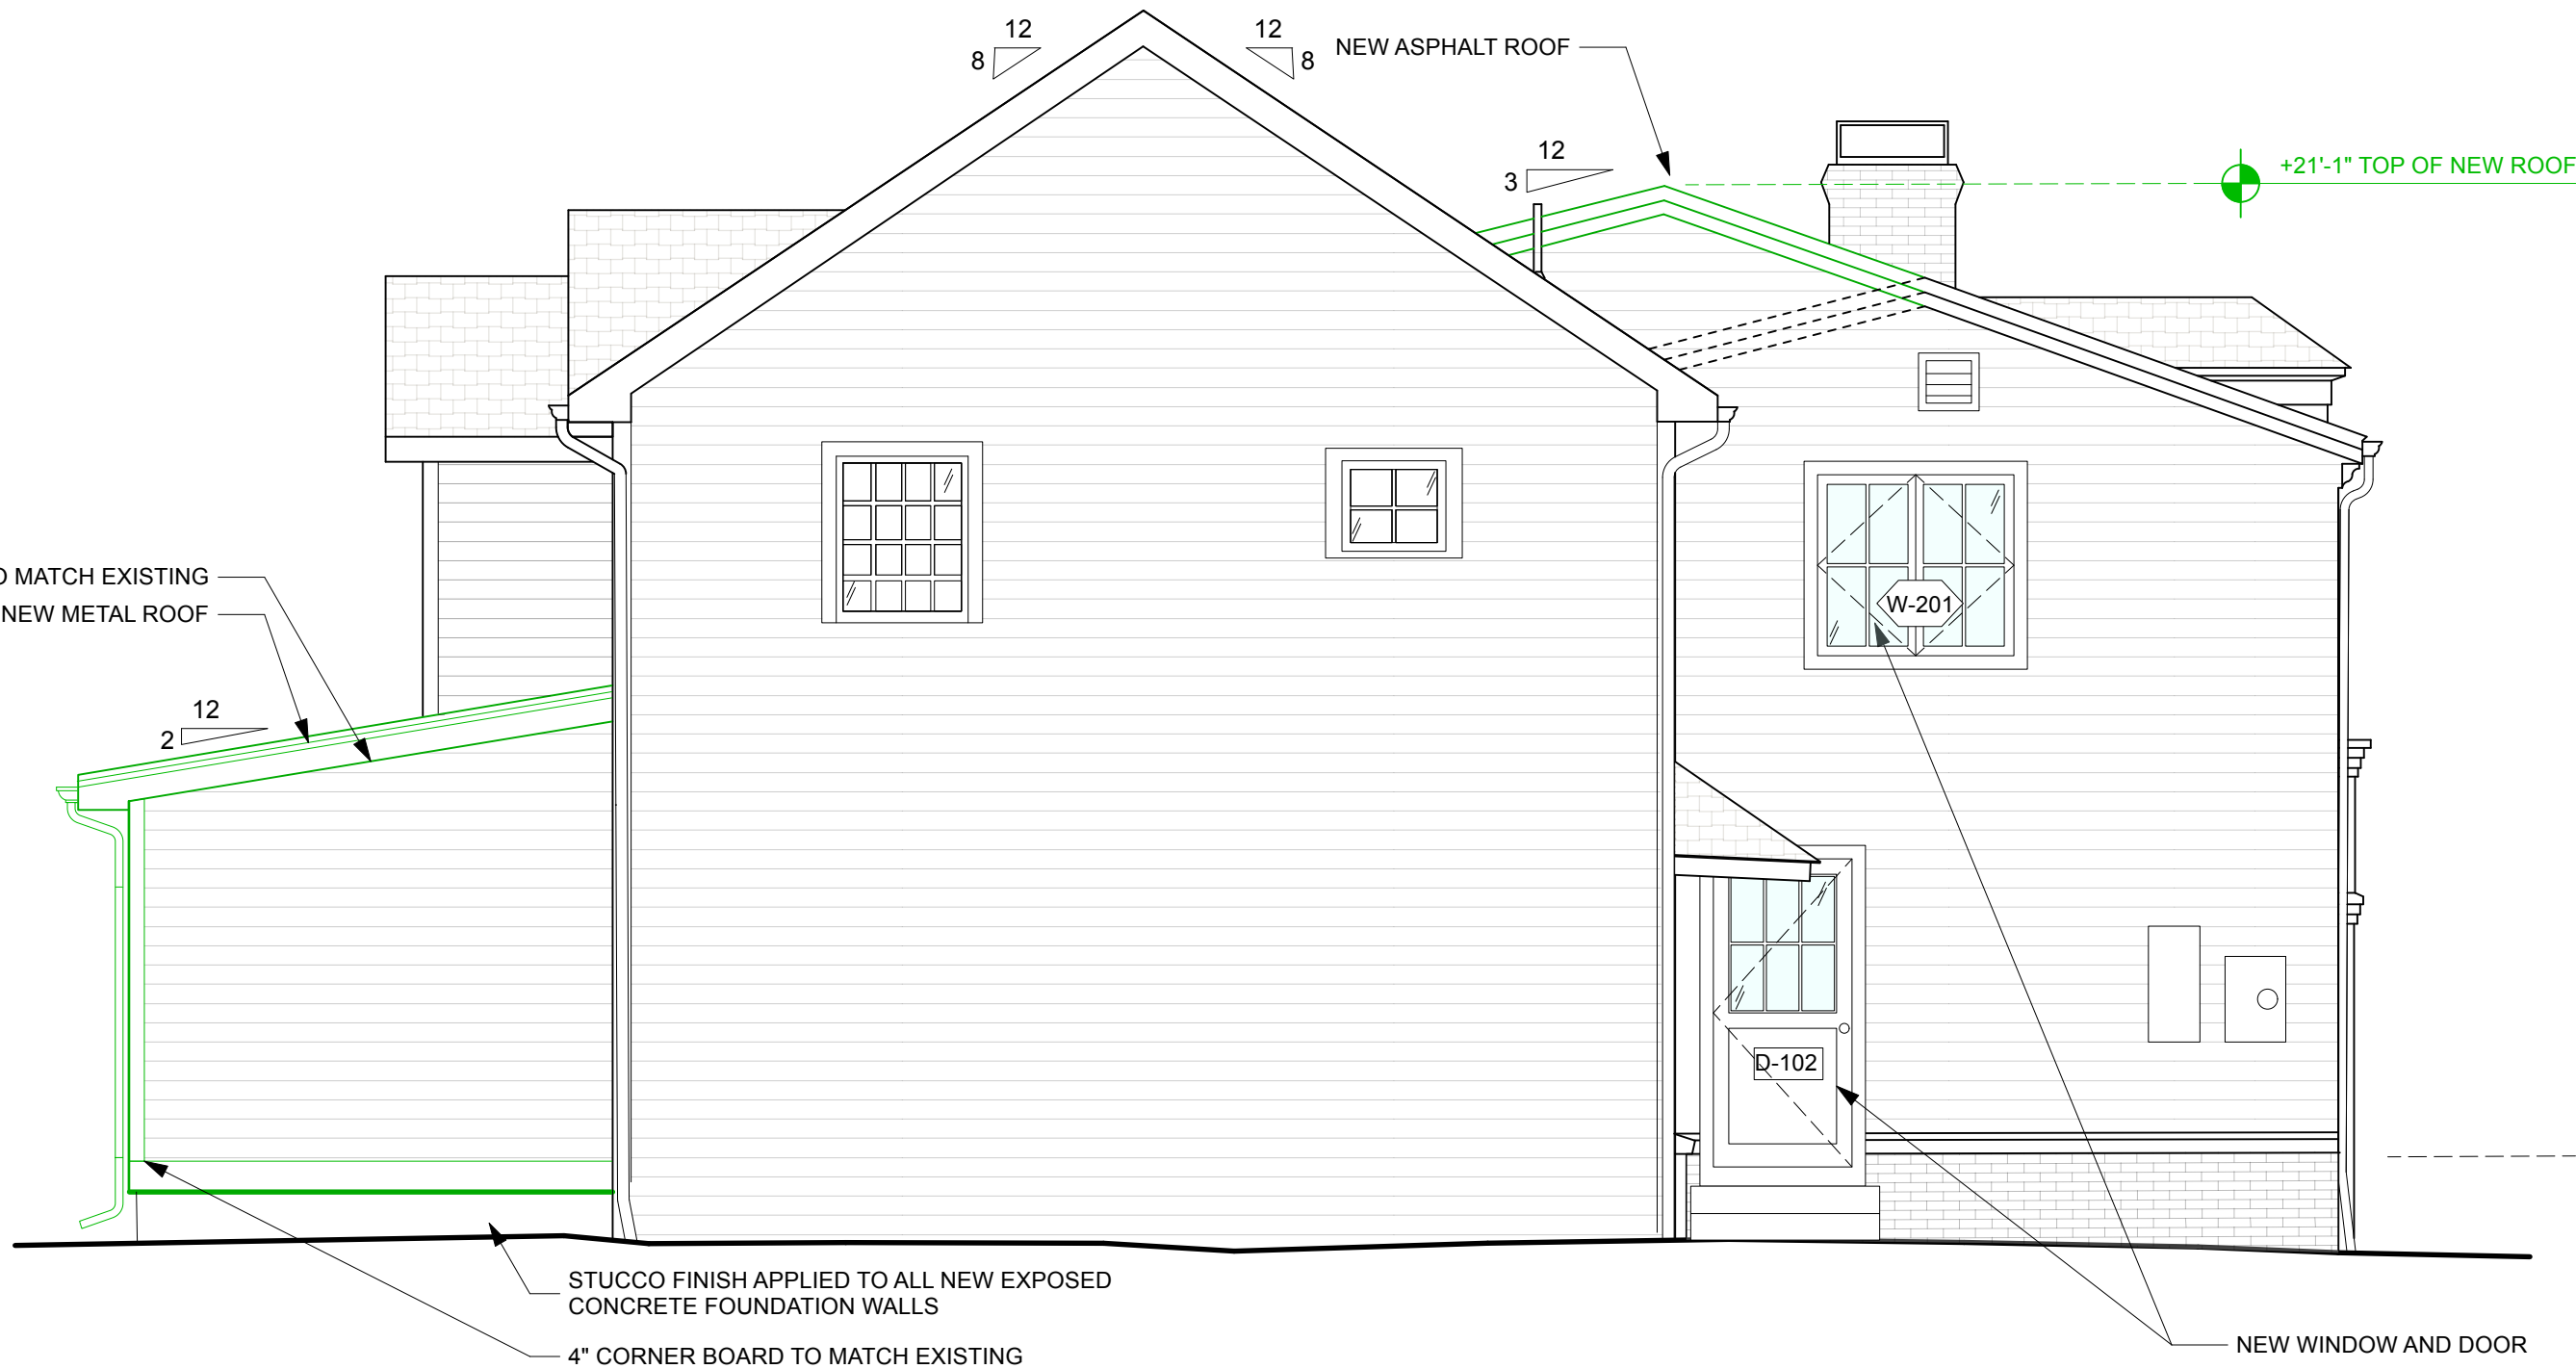 12
8
12
8
NEW ASPHALT ROOF
12
3
+21'-1" TOP OF NEW ROOF
MATCH EXISTING
NEW METAL ROOF
W-201
12
2
D-102
STUCCO FINISH APPLIED TO ALL NEW EXPOSED
CONCRETE FOUNDATION WALLS
4" CORNER BOARD TO MATCH EXISTING
NEW WINDOW AND DOOR